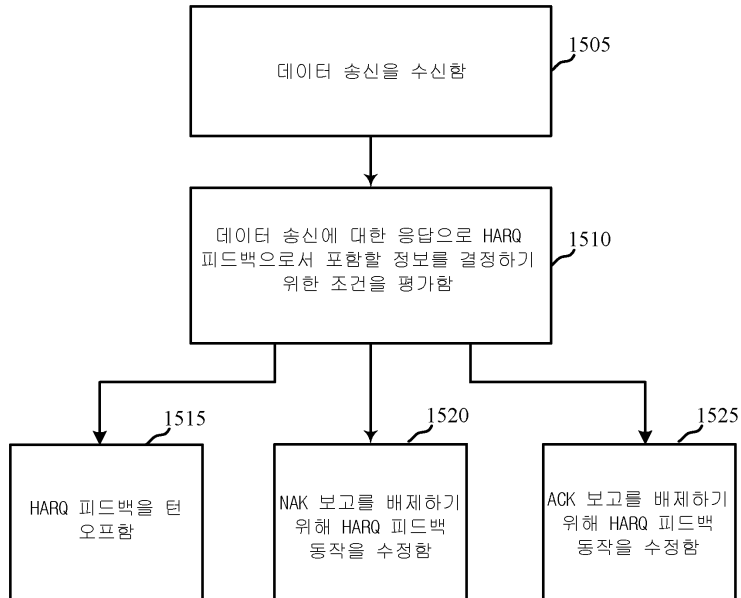 1505
데이터 송신을 수신함
데이터 송신에 대한 응답으로 HARQ
피드백으로서 포함할 정보를 결정하기
위한 조건을 평가함
1510
1515
HARQ 피드백을 턴
오프함
1520
NAK 보고를 배제하기
위해 HARQ 피드백
동작을 수정함
1525
ACK 보고를 배제하기
위해 HARQ 피드백
동작을 수정함